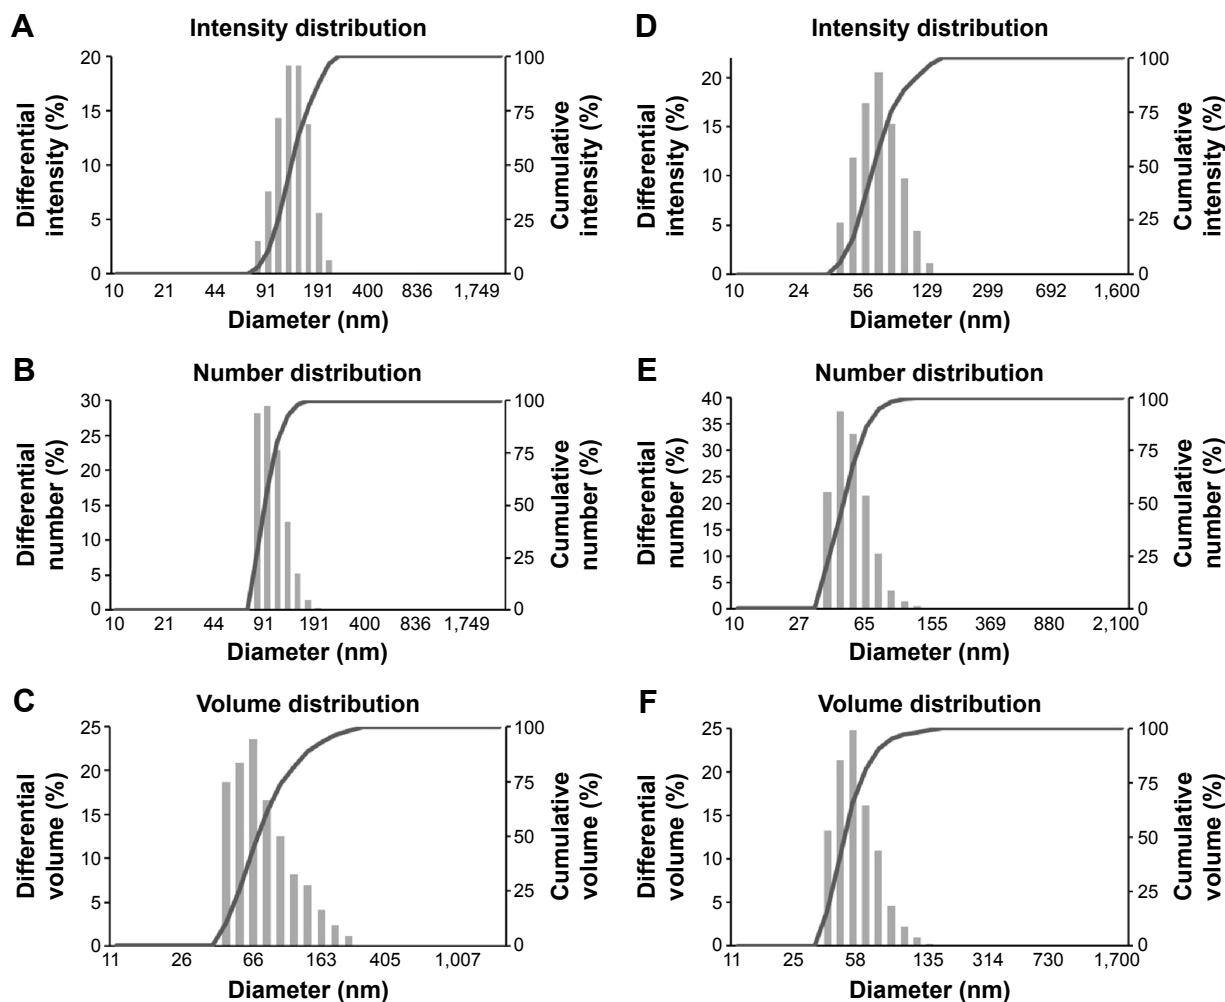 A
Intensity distribution
Differential
intensity (%)
20
15
10
5
0
100
75
50
25
0
Cumulative
intensity (%)
10 21 44 91 191 400 836 1,749
Diameter (nm)
D
Intensity distribution
Differential
intensity (%)
20
15
10
5
0
100
75
50
25
0
Cumulative
intensity (%)
10 24 56 129 299 692 1,600
Diameter (nm)
B
Number distribution
Differential
number (%)
30
25
20
15
10
5
0
100
75
50
25
0
Cumulative
number (%)
10 21 44 91 191 400 836 1,749
Diameter (nm)
E
Number distribution
Differential
number (%)
40
35
30
25
20
15
10
5
0
100
75
50
25
0
Cumulative
number (%)
10 27 65 155 369 880 2,100
Diameter (nm)
C
Volume distribution
Differential
volume (%)
25
20
15
10
5
0
100
75
50
25
0
Cumulative
volume (%)
11 26 66 163 405 1,007
Diameter (nm)
F
Volume distribution
Differential
volume (%)
25
20
15
10
5
0
100
75
50
25
0
Cumulative
volume (%)
11 25 58 135 314 730 1,700
Diameter (nm)